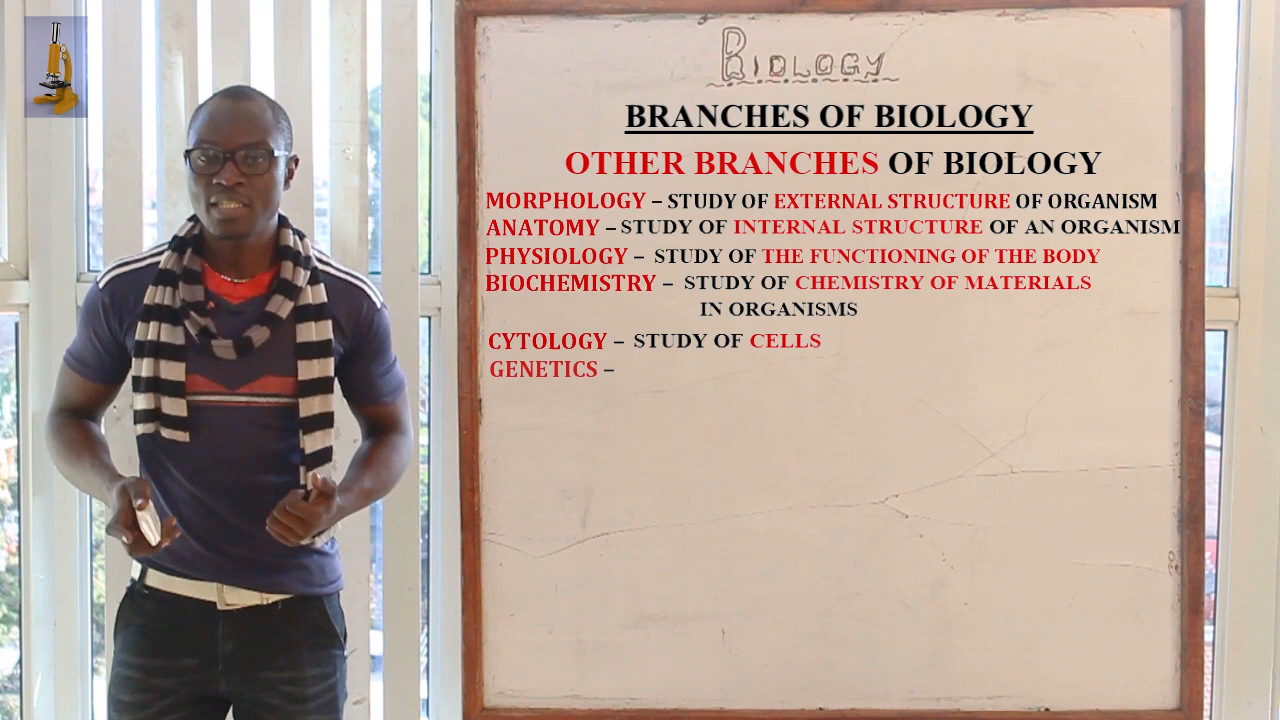 BIOLOGY
BRANCHES OF BIOLOGY
OTHER BRANCHES OF BIOLOGY
MORPHOLOGY – STUDY OF EXTERNAL STRUCTURE OF ORGANISM
ANATOMY – STUDY OF INTERNAL STRUCTURE OF AN ORGANISM
PHYSIOLOGY – STUDY OF THE FUNCTIONING OF THE BODY
BIOCHEMISTRY – STUDY OF CHEMISTRY OF MATERIALS
IN ORGANISMS
CYTOLOGY – STUDY OF CELLS
GENETICS –